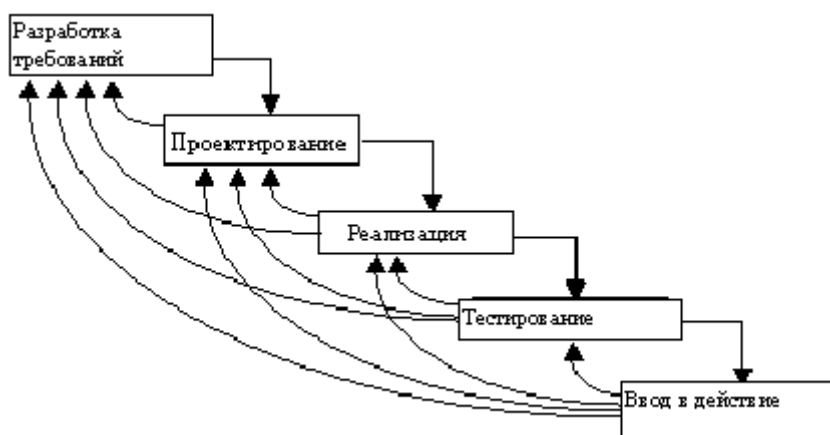 Разработка
требований
Проектирование
Реализация
Тестирование
Ввод в действие